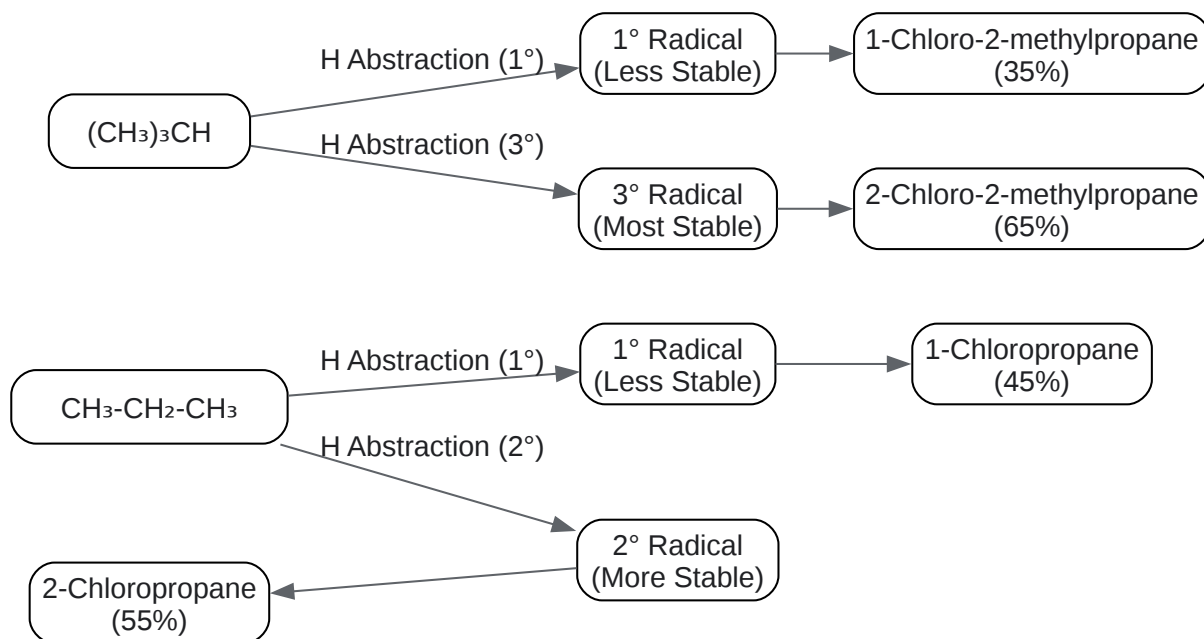 H Abstraction (1°)
1° Radical
(Less Stable)
1-Chloro-2-methylpropane
(35%)
(CH₃)₃CH
H Abstraction (3°)
3° Radical
(Most Stable)
2-Chloro-2-methylpropane
(65%)
H Abstraction (1°)
1° Radical
(Less Stable)
1-Chloropropane
(45%)
CH₃-CH₂-CH₃
H Abstraction (2°)
2° Radical
(More Stable)
2-Chloropropane
(55%)